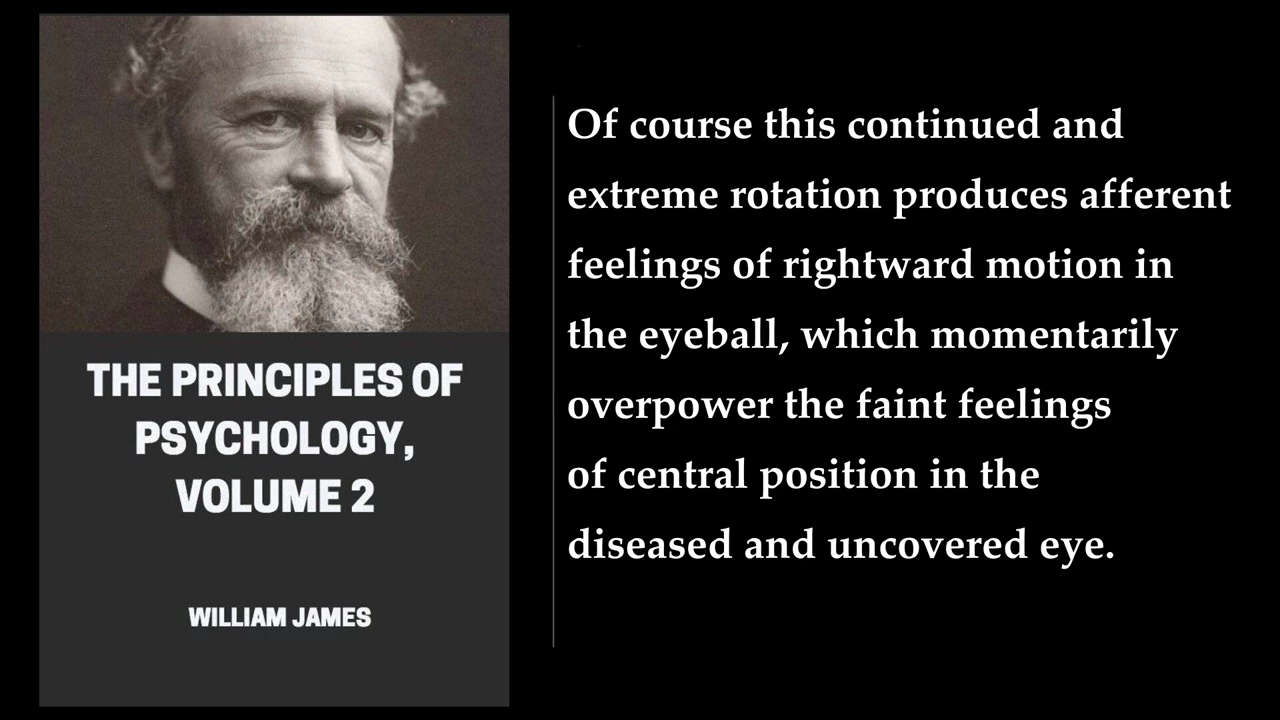 THE PRINCIPLES OF
PSYCHOLOGY,
VOLUME 2
WILLIAM JAMES
Of course this continued and
extreme rotation produces afferent
feelings of rightward motion in
the eyeball, which momentarily
overpower the faint feelings
of central position in the
diseased and uncovered eye.